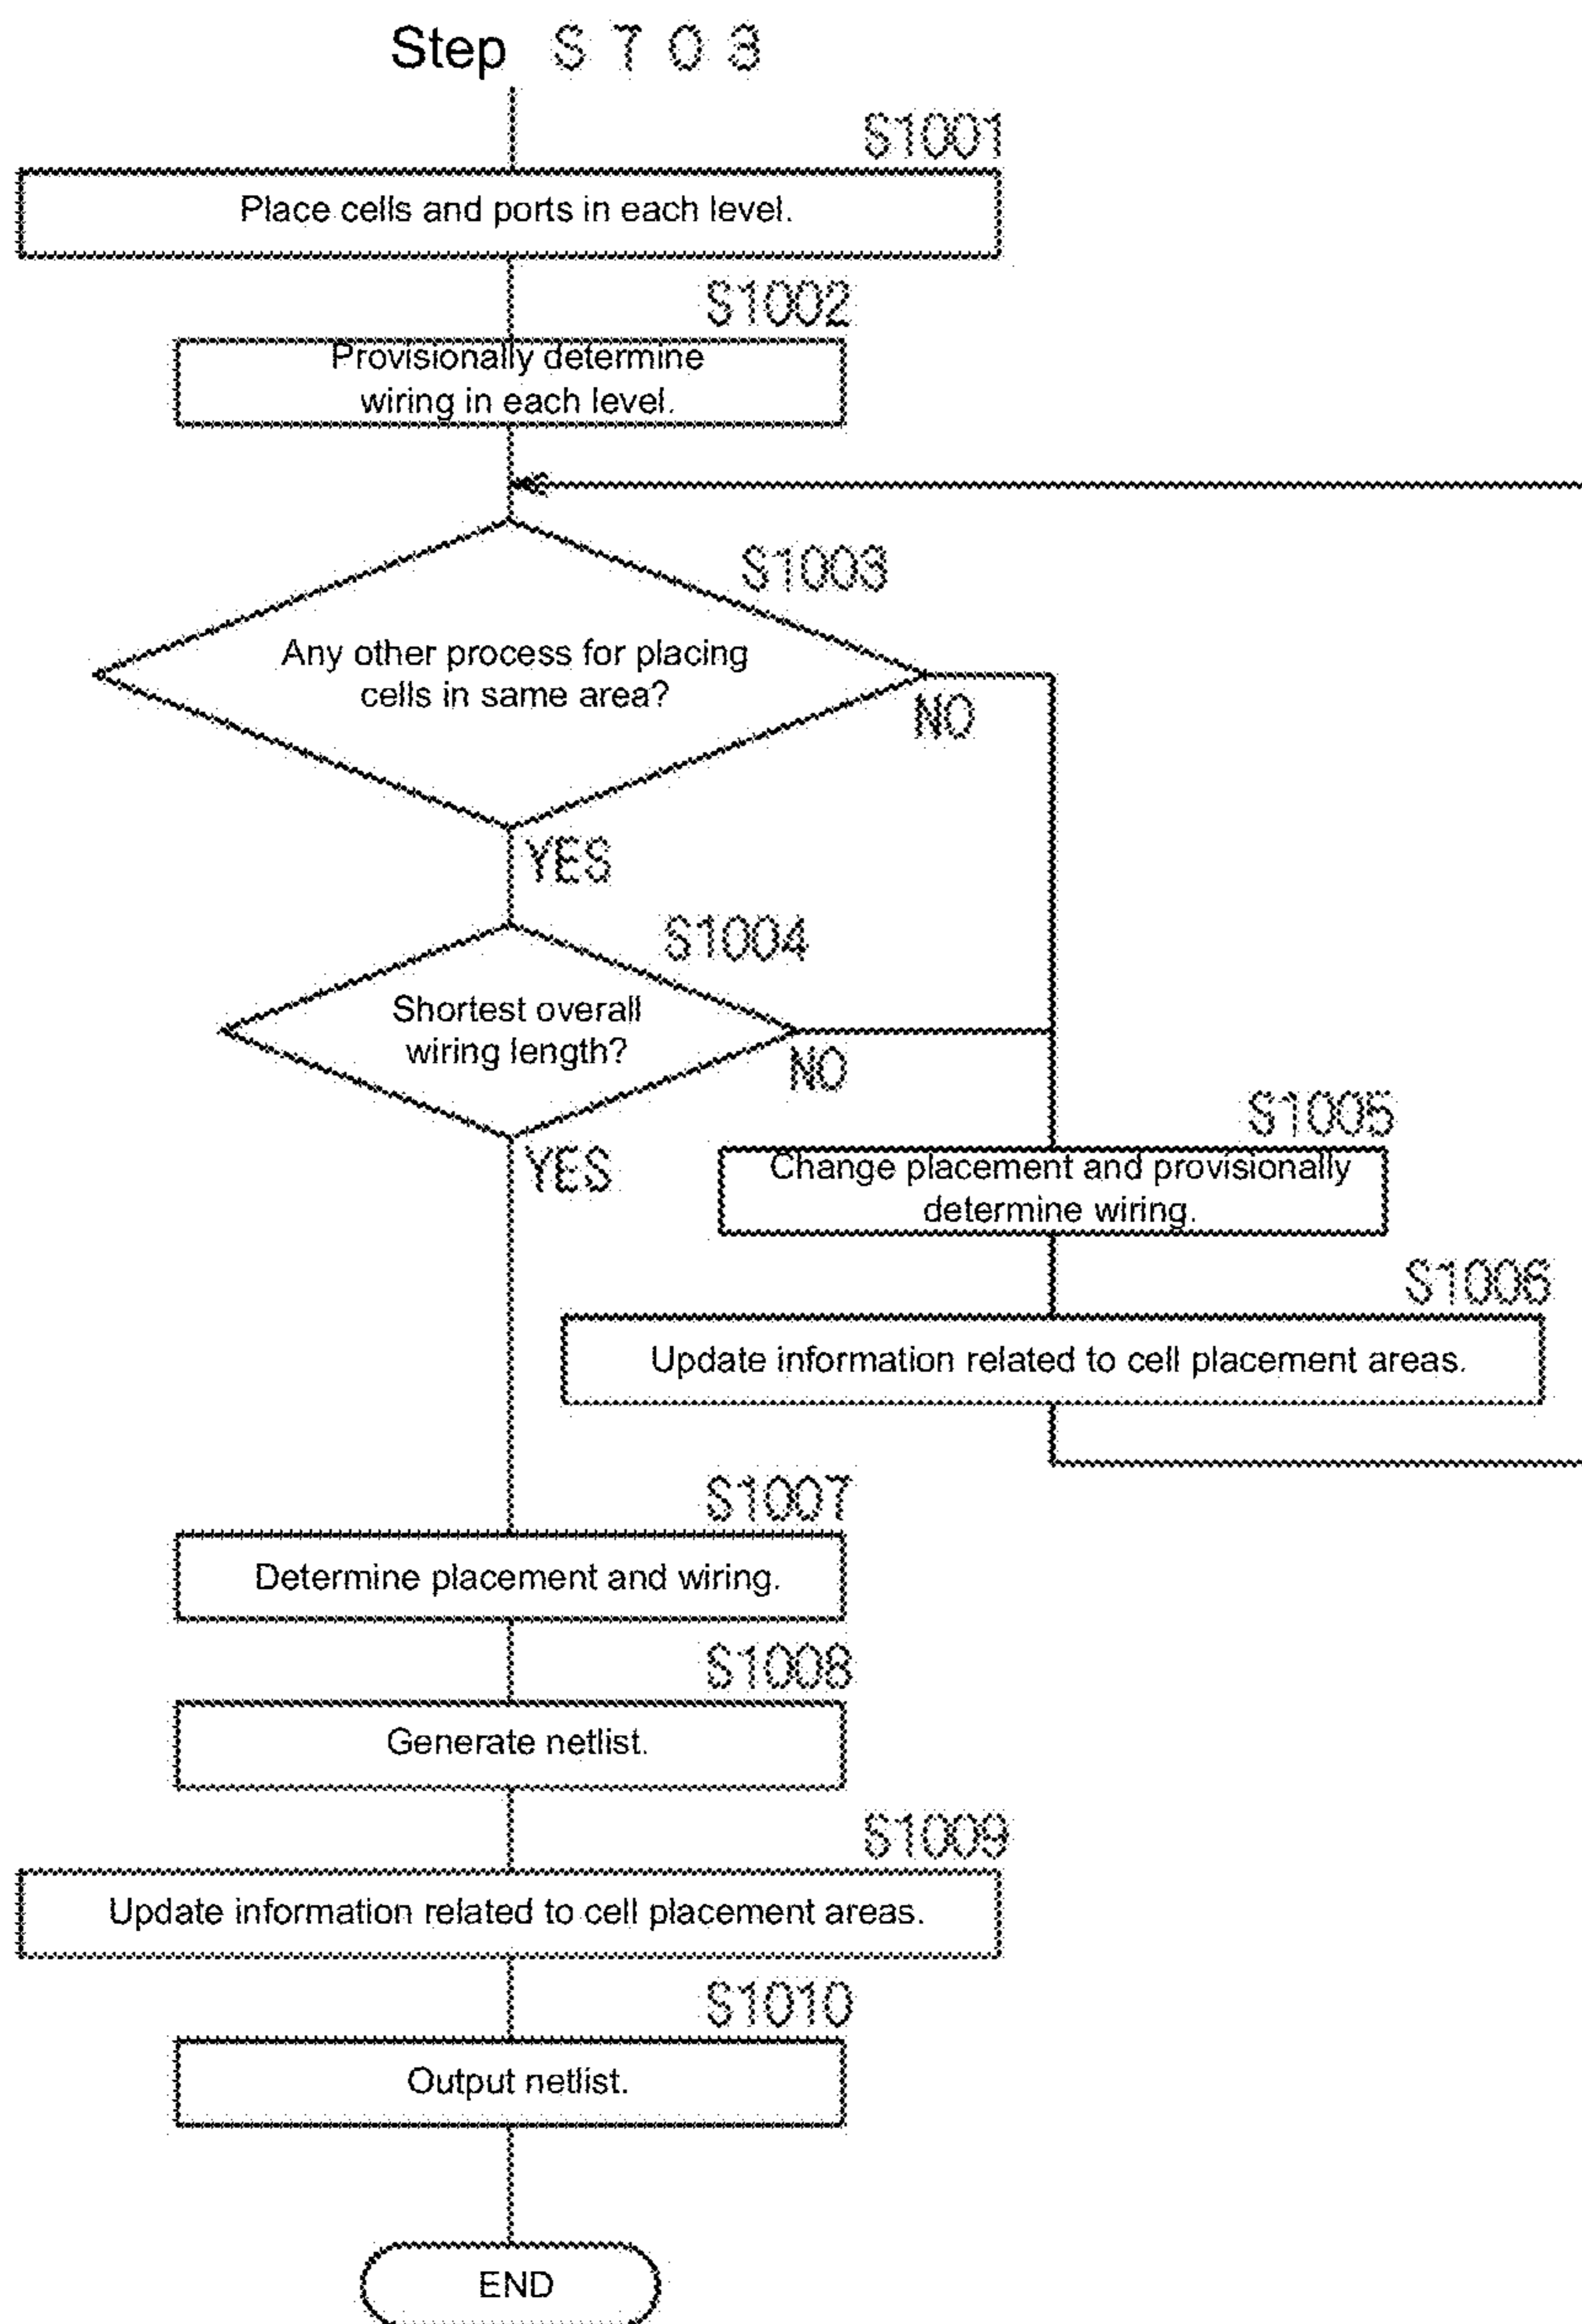 Step S703
S1001
Place cells and ports in each level.
S1002
Provisionally determine
wiring in each level.
S1003
Any other process for placing
cells in same area?
NO
YES
S1004
Shortest overall
wiring length?
NO
YES
S1005
Change placement and provisionally
determine wiring.
S1006
Update information related to cell placement areas.
S1007
Determine placement and wiring.
S1008
Generate netlist.
S1009
Update information related to cell placement areas.
S1010
Output netlist.
END